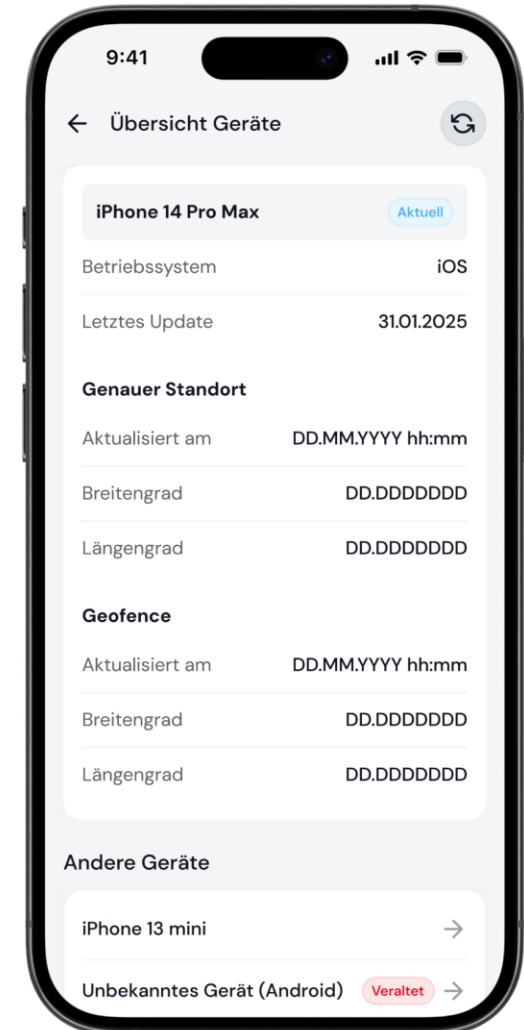 9:41
Übersicht Geräte
iPhone 14 Pro Max Aktuell
Betriebssystem iOS
Letztes Update 31.01.2025
Genauer Standort
Aktualisiert am DD.MM.YYYY hh:mm
Breitengrad DD.DDDDDDD
Längengrad DD.DDDDDDD
Geofence
Aktualisiert am DD.MM.YYYY hh:mm
Breitengrad DD.DDDDDDD
Längengrad DD.DDDDDDD
Andere Geräte
iPhone 13 mini
Unbekanntes Gerät (Android) Veraltet